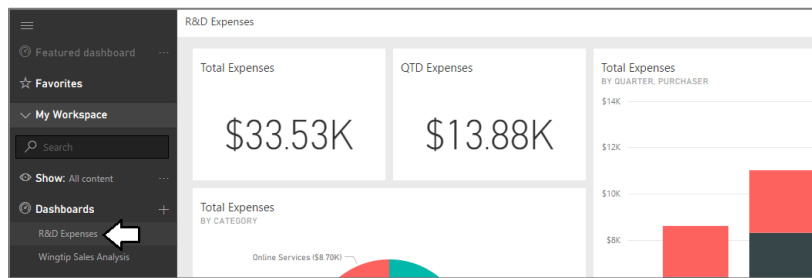 R&D Expenses
Featured dashboard ...
Favorites
My Workspace
Search
Show: All content ...
Dashboards +
R&D Expenses
Wingtip Sales Analysis
Total Expenses
$33.53K
QTD Expenses
$13.88K
Total Expenses
BY CATEGORY
Online Services ($8.70K)
Total Expenses
BY QUARTER, PURCHASER
$14K
$12K
$10K
$8K